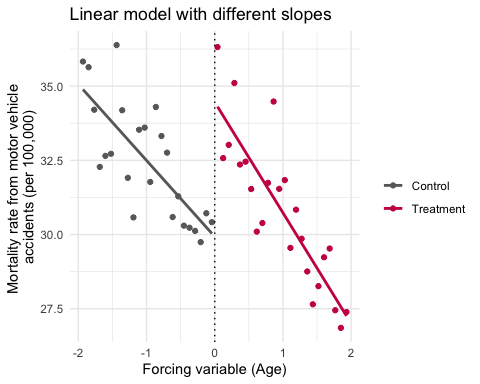 Linear model with different slopes
Mortality rate from motor vehicle
accidents (per 100,000)
35.0
32.5
30.0
27.5
-2
-1
0
1
2
Forcing variable (Age)
Control
Treatment